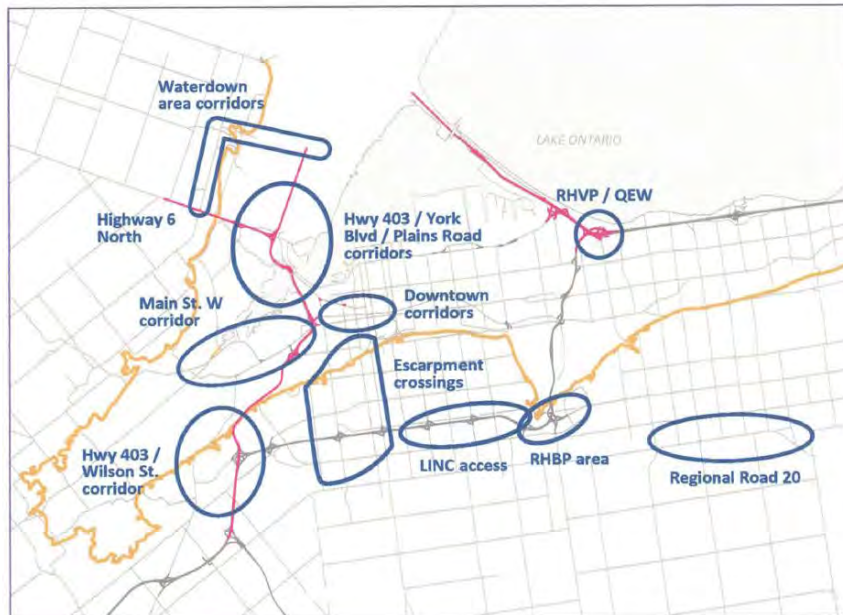 Waterdown
area corridors
LAKE ONTARIO
RHVP / QEW
Highway 6
North
Hwy 403 / York
Blvd / Plains Road
corridors
Main St. W
corridor
Downtown
corridors
Escarpment
crossings
Hwy 403 /
Wilson St.
corridor
LINC access
RHBP area
Regional Road 20